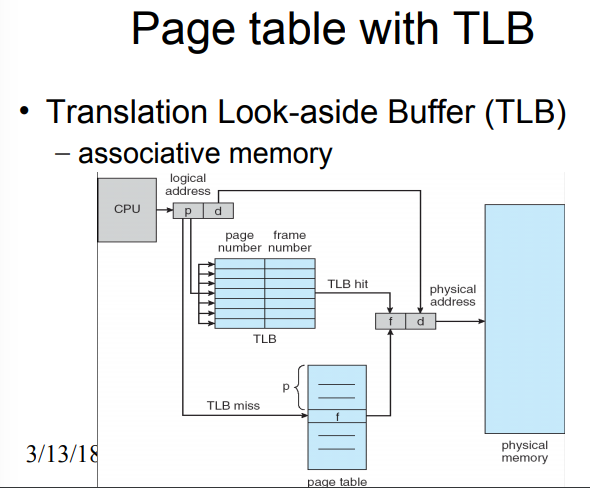 Page table with TLB
• Translation Look-aside Buffer (TLB)
– associative memory
logical
address
CPU
p d
page frame
number number
TLB hit
physical
address
f d
TLB
p
TLB miss
f
3/13/18
physical
memory
page table